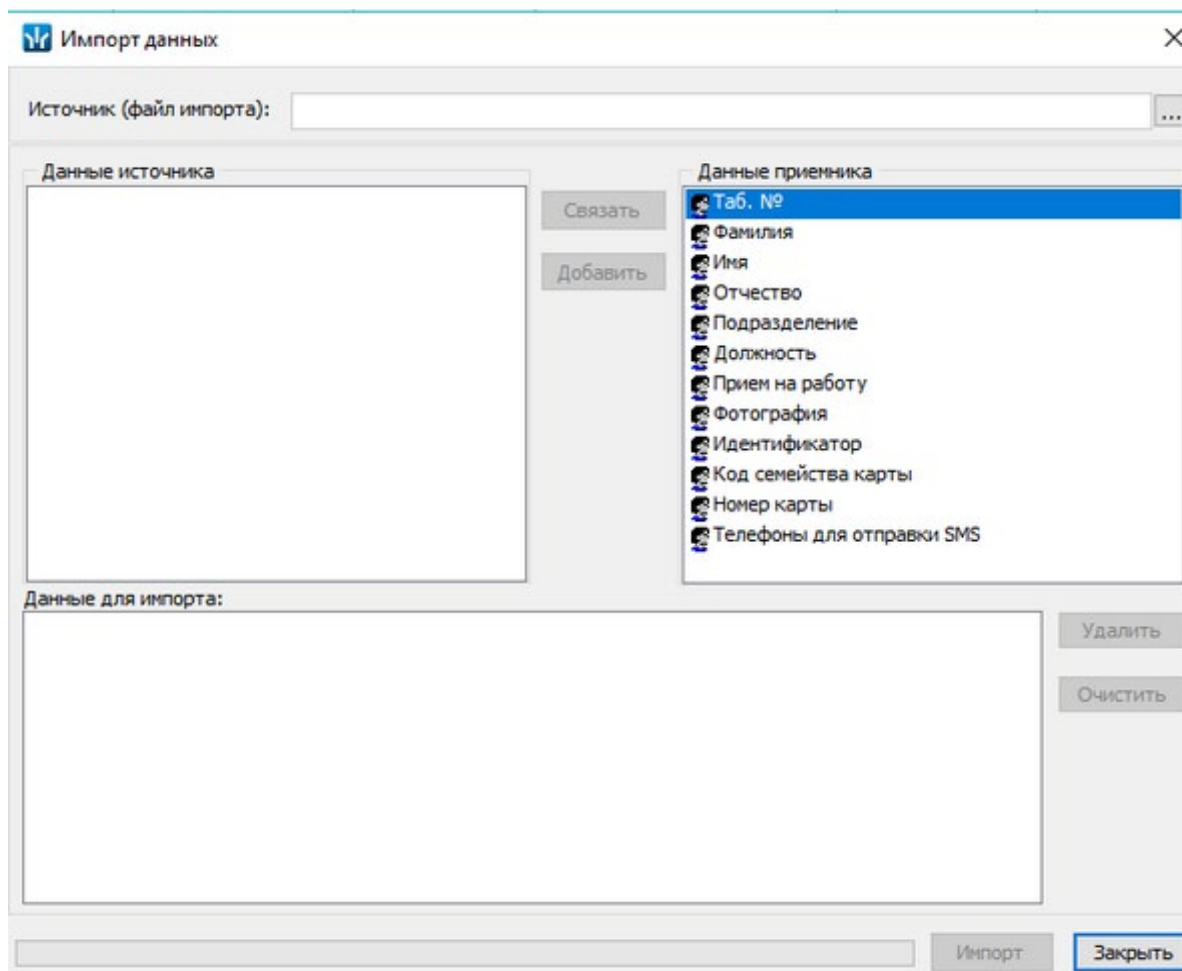 Импорт данных
Источник (файл импорта):
...
Данные источника
Данные приемника
Связать
Добавить
Таб. №
Фамилия
Имя
Отчество
Подразделение
Должность
Прием на работу
Фотография
Идентификатор
Код семейства карты
Номер карты
Телефоны для отправки SMS
Данные для импорта:
Удалить
Очистить
Импорт
Закрыть